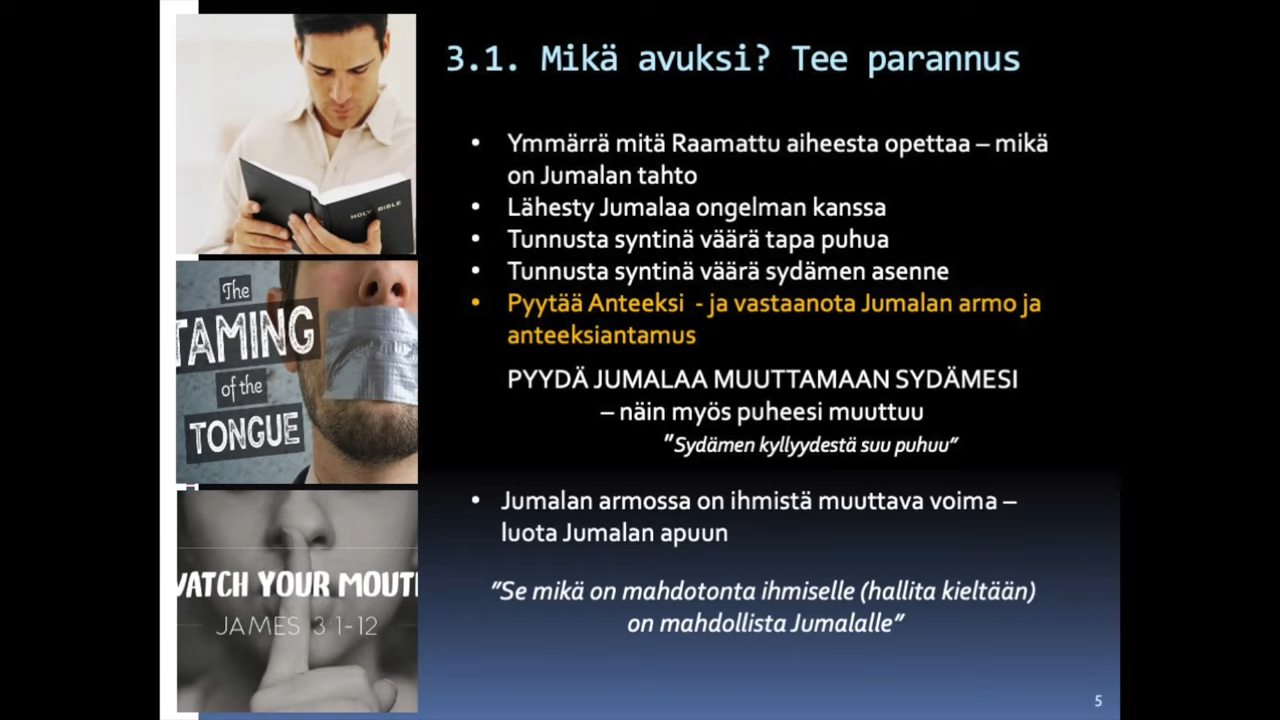 3.1. Mikä avuksi? Tee parannus
• Ymmärrä mitä Raamattu aiheesta opettaa – mikä
on Jumalan tahto
• Lähesty Jumalaa ongelman kanssa
• Tunnusta syntinä väärä tapa puhua
• Tunnusta syntinä väärä sydämen asenne
• Pyytää Anteeksi - ja vastaanota Jumalan armo ja
anteeksiantamus
PYYDÄ JUMALAA MUUTTAMAAN SYDÄMESI
– näin myös puheesi muuttuu
"Sydämen kyllyydestä suu puhuu"
• Jumalan armossa on ihmistä muuttava voima –
luota Jumalan apuun
"Se mikä on mahdotonta ihmiselle (hallita kieltään)
on mahdollista Jumalalle"
HOLY BIBLE
The
TAMING
of the
TONGUE
WATCH YOUR MOUTH
JAMES 3:1-12
5